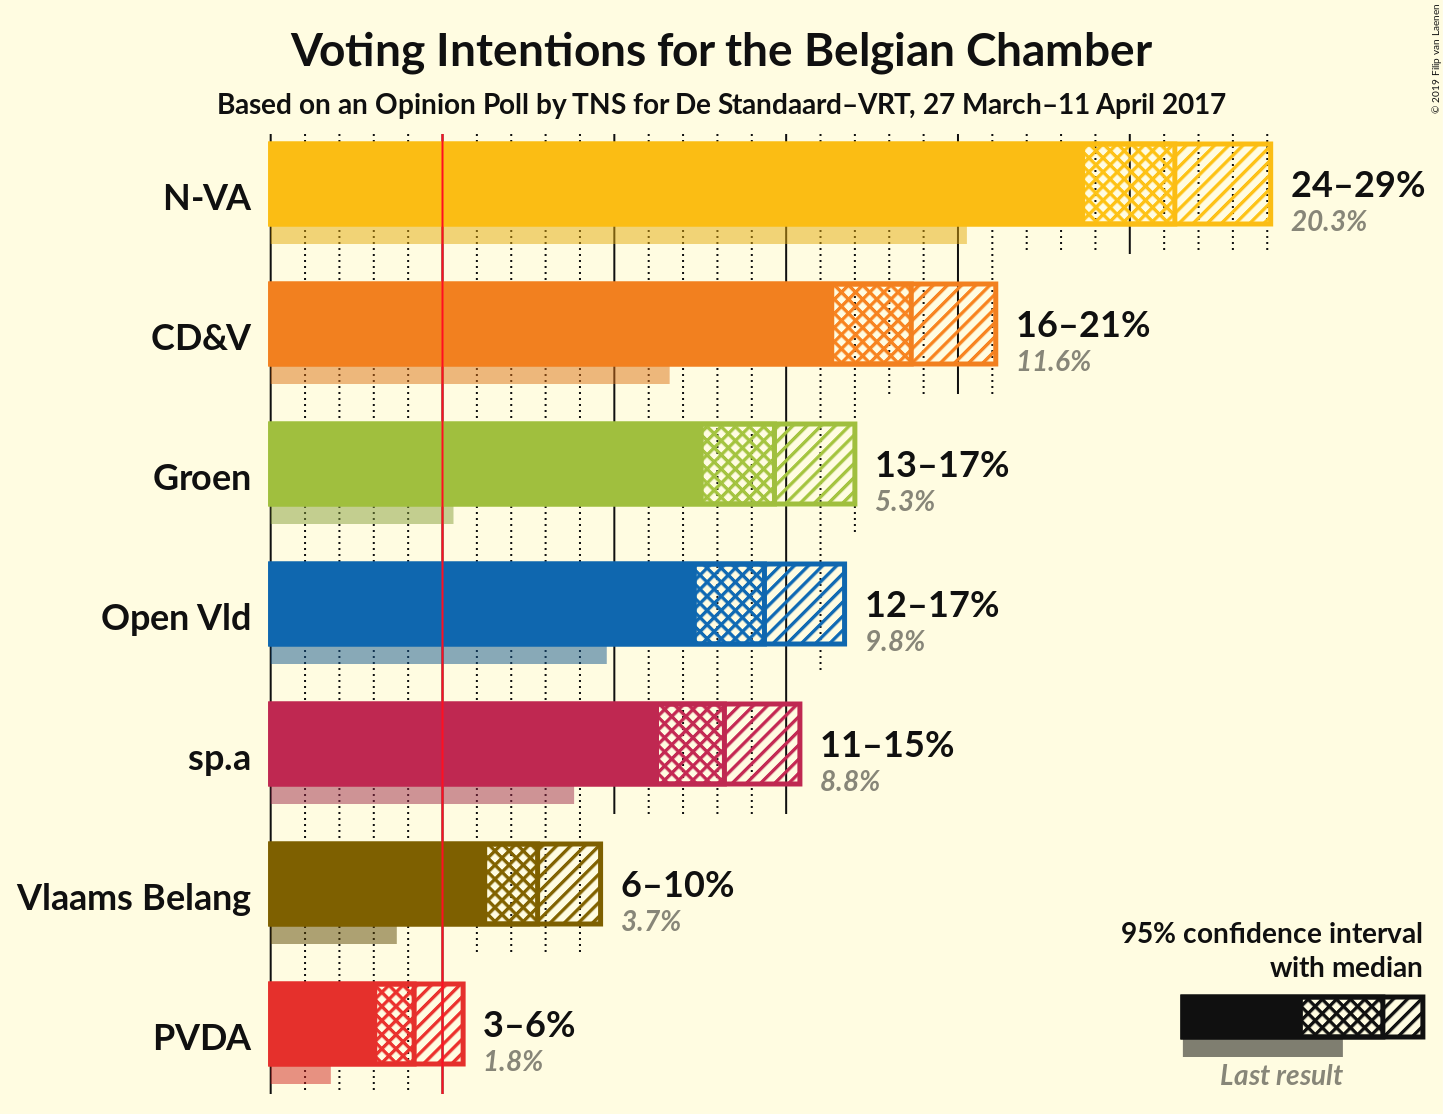 Voting Intentions for the Belgian Chamber
Based on an Opinion Poll by TNS for De Standaard–VRT, 27 March–11 April 2017
© 2019 Filip van Laenen
N-VA
24–29%
20.3%
CD&V
16–21%
11.6%
Groen
13–17%
5.3%
Open Vld
12–17%
9.8%
sp.a
11–15%
8.8%
Vlaams Belang
6–10%
3.7%
PVDA
3–6%
1.8%
95% confidence interval
with median
Last result